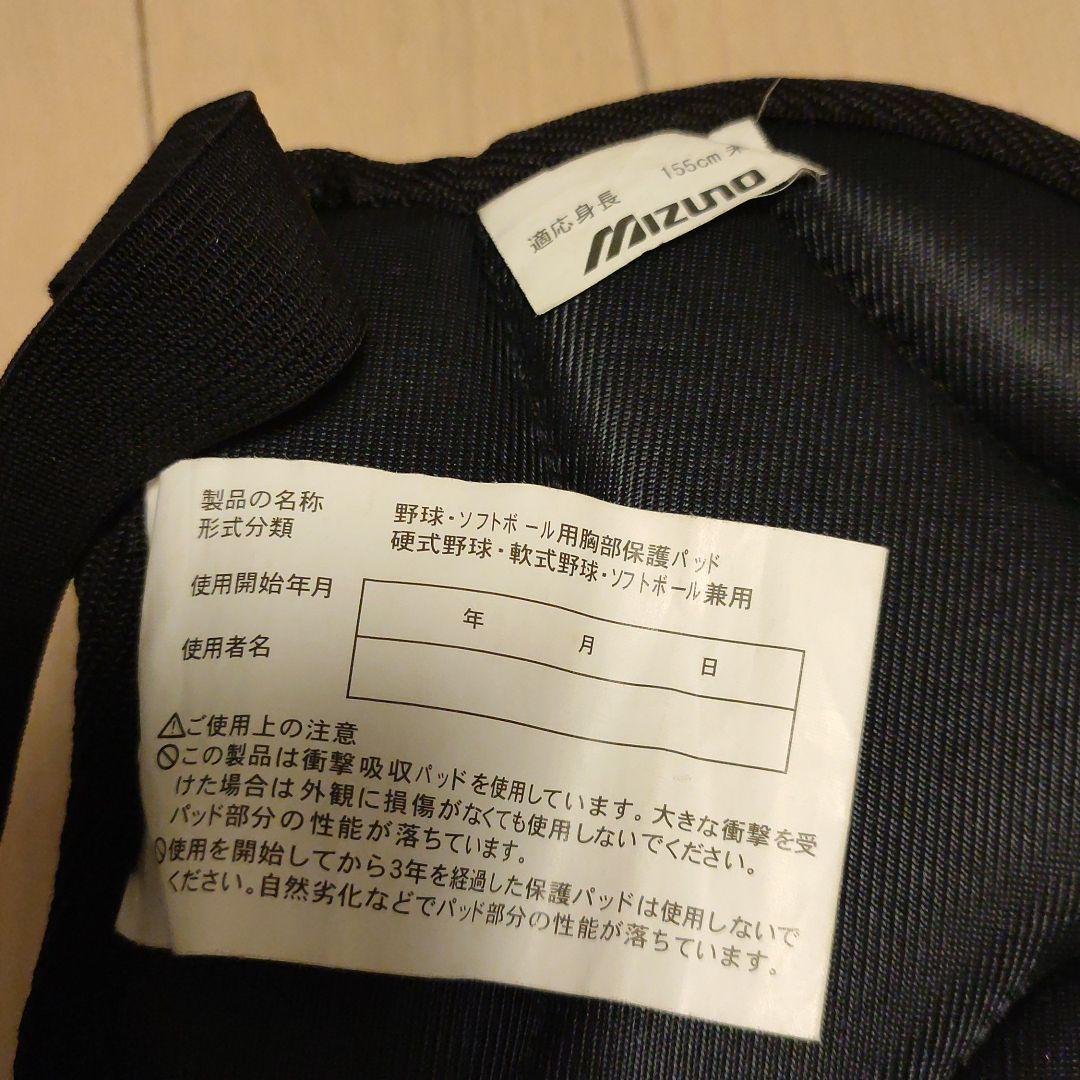 適応身長 155cm
MIZUNO
製品の名称 野球・ソフトボール用胸部保護パッド
形式分類 硬式野球・軟式野球・ソフトボール兼用
使用開始年月 年 月 日
使用者名
⚠ご使用上の注意
🚫この製品は衝撃吸収パッドを使用しています。大きな衝撃を受
けた場合は外観に損傷がなくても使用しないでください。
パッド部分の性能が落ちています。
🚫使用を開始してから3年を経過した保護パッドは使用しないで
ください。自然劣化などでパッド部分の性能が落ちています。